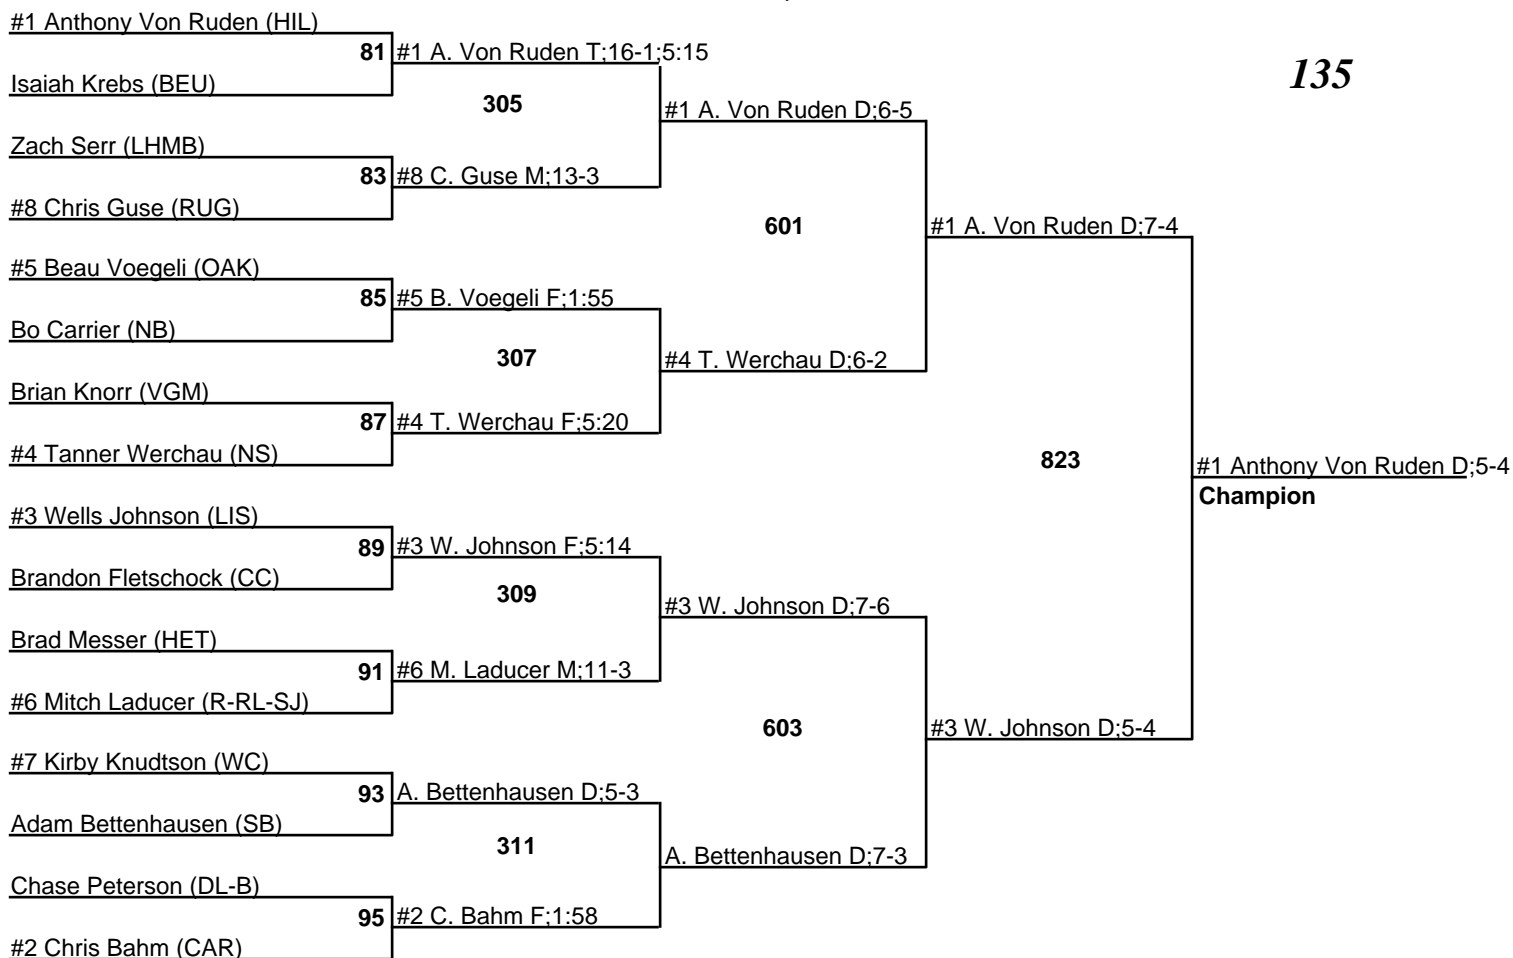 #1 Anthony Von Ruden (HIL)
81 #1 A. Von Ruden T;16-1;5:15
135
Isaiah Krebs (BEU)
305
#1 A. Von Ruden D;6-5
Zach Serr (LHMB)
83 #8 C. Guse M;13-3
#8 Chris Guse (RUG)
601
#1 A. Von Ruden D;7-4
#5 Beau Voegeli (OAK)
85 #5 B. Voegeli F;1:55
Bo Carrier (NB)
307
#4 T. Werchau D;6-2
Brian Knorr (VGM)
87 #4 T. Werchau F;5:20
#4 Tanner Werchau (NS)
823
#1 Anthony Von Ruden D;5-4
Champion
#3 Wells Johnson (LIS)
89 #3 W. Johnson F;5:14
Brandon Fletschock (CC)
309
#3 W. Johnson D;7-6
Brad Messer (HET)
91 #6 M. Laducer M;11-3
#6 Mitch Laducer (R-RL-SJ)
603
#3 W. Johnson D;5-4
#7 Kirby Knudtson (WC)
93 A. Bettenhausen D;5-3
Adam Bettenhausen (SB)
311
A. Bettenhausen D;7-3
Chase Peterson (DL-B)
95 #2 C. Bahm F;1:58
#2 Chris Bahm (CAR)